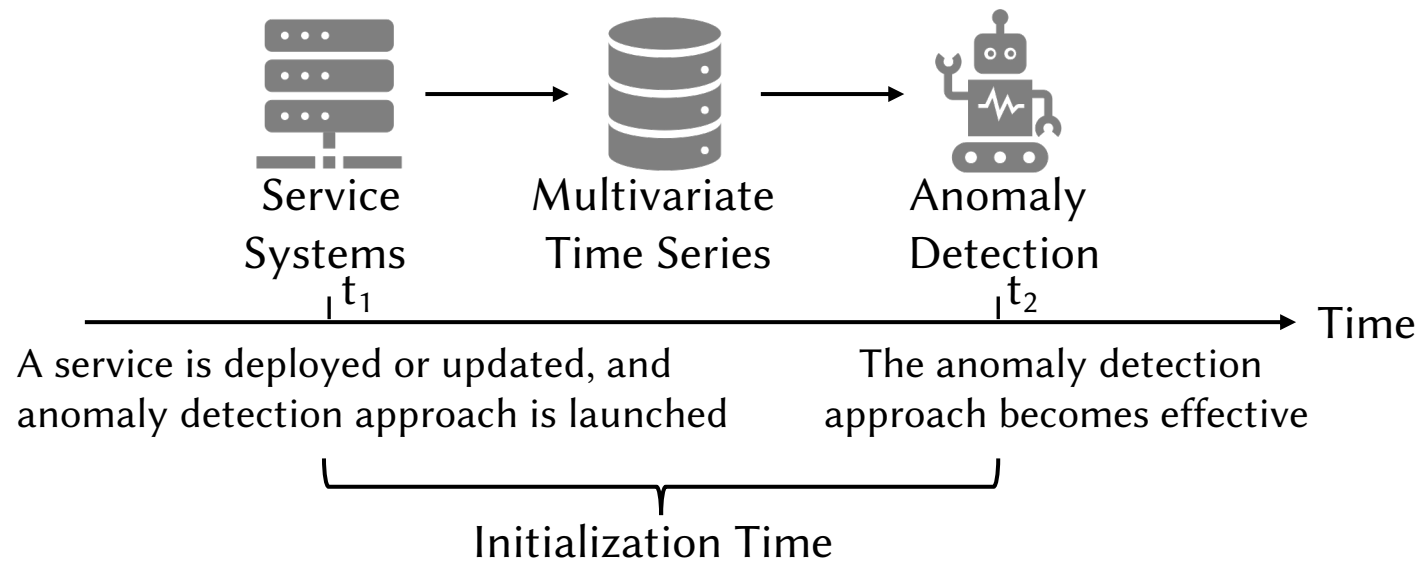 Service
Systems
Multivariate
Time Series
Anomaly
Detection
t₁
t₂
Time
A service is deployed or updated, and
anomaly detection approach is launched
The anomaly detection
approach becomes effective
Initialization Time